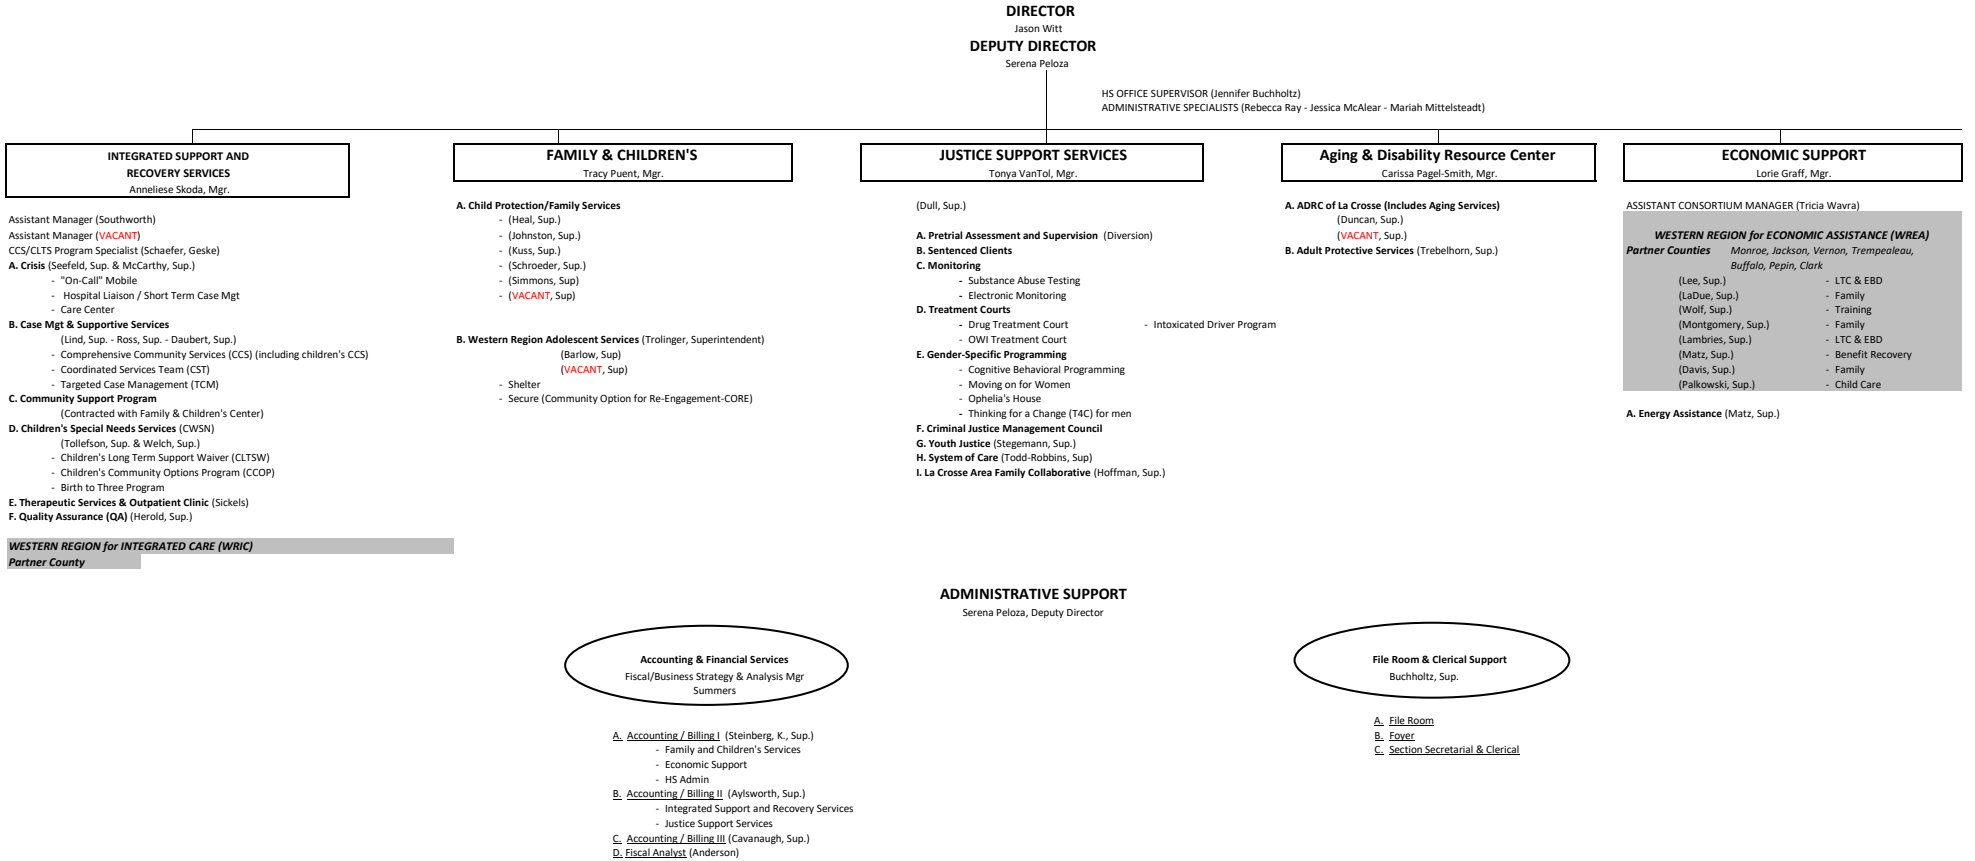 DIRECTOR
Jason Witt
DEPUTY DIRECTOR
Serena Peloza
HS OFFICE SUPERVISOR (Jennifer Buchholtz)
ADMINISTRATIVE SPECIALISTS (Rebecca Ray - Jessica McAlear - Mariah Mittelsteadt)
INTEGRATED SUPPORT AND
RECOVERY SERVICES
Anneliese Skoda, Mgr.
Assistant Manager (Southworth)
Assistant Manager (VACANT)
CCS/CLTS Program Specialist (Schaefer, Geske)
A. Crisis (Seefeld, Sup. & McCarthy, Sup.)
- "On-Call" Mobile
- Hospital Liaison / Short Term Case Mgt
- Care Center
B. Case Mgt & Supportive Services
(Lind, Sup. - Ross, Sup. - Daubert, Sup.)
- Comprehensive Community Services (CCS) (including children's CCS)
- Coordinated Services Team (CST)
- Targeted Case Management (TCM)
C. Community Support Program
(Contracted with Family & Children's Center)
D. Children's Special Needs Services (CWSN)
(Tollefson, Sup. & Welch, Sup.)
- Children's Long Term Support Waiver (CLTSW)
- Children's Community Options Program (CCOP)
- Birth to Three Program
E. Therapeutic Services & Outpatient Clinic (Sickels)
F. Quality Assurance (QA) (Herold, Sup.)
WESTERN REGION for INTEGRATED CARE (WRIC)
Partner County
FAMILY & CHILDREN'S
Tracy Puent, Mgr.
A. Child Protection/Family Services
- (Heal, Sup.)
- (Johnston, Sup.)
- (Kuss, Sup.)
- (Schroeder, Sup.)
- (Simmons, Sup)
- (VACANT, Sup)
B. Western Region Adolescent Services (Trolinger, Superintendent)
(Barlow, Sup)
(VACANT, Sup)
- Shelter
- Secure (Community Option for Re-Engagement-CORE)
JUSTICE SUPPORT SERVICES
Tonya VanTol, Mgr.
(Dull, Sup.)
A. Pretrial Assessment and Supervision (Diversion)
B. Sentenced Clients
C. Monitoring
- Substance Abuse Testing
- Electronic Monitoring
D. Treatment Courts
- Drug Treatment Court - Intoxicated Driver Program
- OWI Treatment Court
E. Gender-Specific Programming
- Cognitive Behavioral Programming
- Moving on for Women
- Ophelia's House
- Thinking for a Change (T4C) for men
F. Criminal Justice Management Council
G. Youth Justice (Stegemann, Sup.)
H. System of Care (Todd-Robbins, Sup)
I. La Crosse Area Family Collaborative (Hoffman, Sup.)
Aging & Disability Resource Center
Carissa Pagel-Smith, Mgr.
A. ADRC of La Crosse (Includes Aging Services)
(Duncan, Sup.)
(VACANT, Sup.)
B. Adult Protective Services (Trebelhorn, Sup.)
ECONOMIC SUPPORT
Lorie Graff, Mgr.
ASSISTANT CONSORTIUM MANAGER (Tricia Wavra)
WESTERN REGION for ECONOMIC ASSISTANCE (WREA)
Partner Counties Monroe, Jackson, Vernon, Trempealeau,
Buffalo, Pepin, Clark
(Lee, Sup.) - LTC & EBD
(LaDue, Sup.) - Family
(Wolf, Sup.) - Training
(Montgomery, Sup.) - Family
(Lambries, Sup.) - LTC & EBD
(Matz, Sup.) - Benefit Recovery
(Davis, Sup.) - Family
(Palkowski, Sup.) - Child Care
A. Energy Assistance (Matz, Sup.)
ADMINISTRATIVE SUPPORT
Serena Peloza, Deputy Director
Accounting & Financial Services
Fiscal/Business Strategy & Analysis Mgr
Summers
A. Accounting / Billing I (Steinberg, K., Sup.)
- Family and Children's Services
- Economic Support
- HS Admin
B. Accounting / Billing II (Aylsworth, Sup.)
- Integrated Support and Recovery Services
- Justice Support Services
C. Accounting / Billing III (Cavanaugh, Sup.)
D. Fiscal Analyst (Anderson)
File Room & Clerical Support
Buchholtz, Sup.
A. File Room
B. Foyer
C. Section Secretarial & Clerical